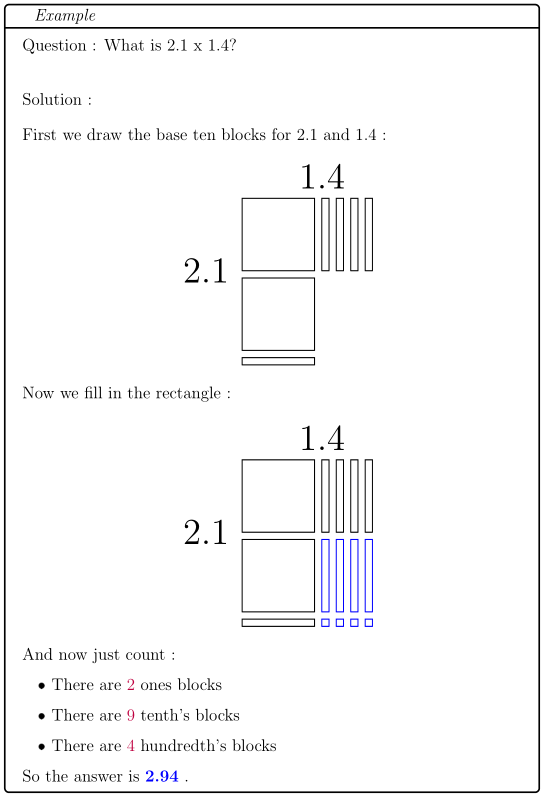 Example
Question : What is 2.1 x 1.4?
Solution :
First we draw the base ten blocks for 2.1 and 1.4 :
1.4
2.1
Now we fill in the rectangle :
1.4
2.1
And now just count :
• There are 2 ones blocks
• There are 9 tenth's blocks
• There are 4 hundredth's blocks
So the answer is 2.94 .